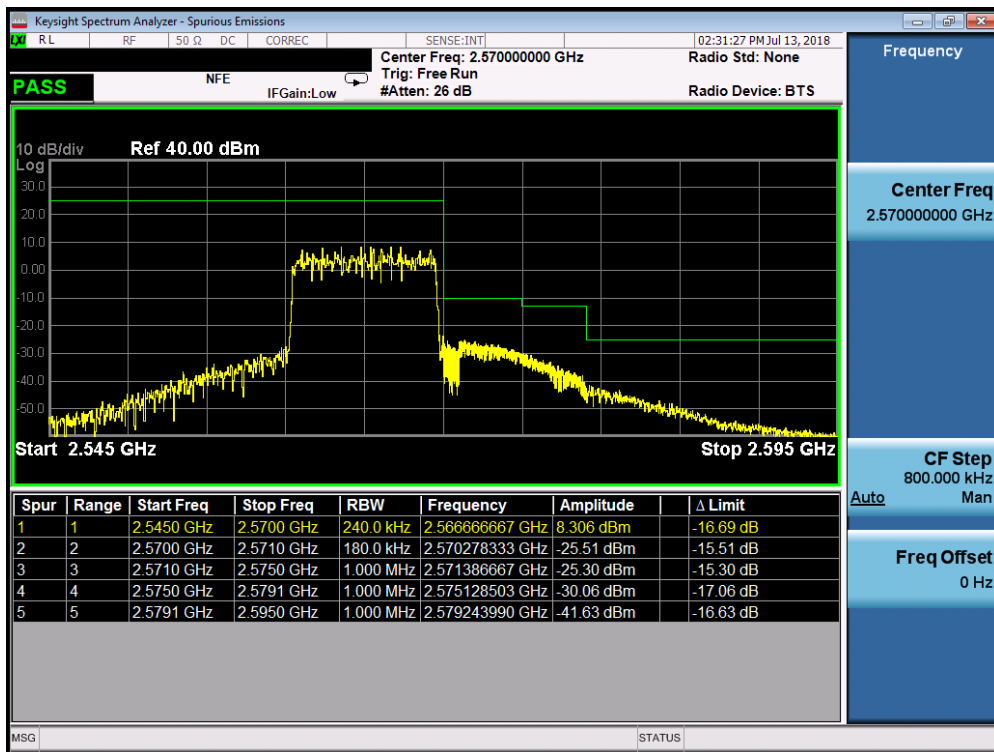 Keysight Spectrum Analyzer - Spurious Emissions
LXI RL RF 50 Ω DC CORREC SENSE:INT 02:31:27 PM Jul 13, 2018
Center Freq: 2.570000000 GHz Radio Std: None
Trig: Free Run
NFE
PASS IFGain:Low #Atten: 26 dB Radio Device: BTS
Frequency
10 dB/div Ref 40.00 dBm
Log
30.0
20.0
10.0
0.00
-10.0
-20.0
-30.0
-40.0
-50.0
Start 2.545 GHz Stop 2.595 GHz
Center Freq
2.570000000 GHz
CF Step
800.000 kHz
Auto Man
Freq Offset
0 Hz
Spur Range Start Freq Stop Freq RBW Frequency Amplitude Δ Limit
1 1 2.5450 GHz 2.5700 GHz 240.0 kHz 2.566666667 GHz 8.306 dBm -16.69 dB
2 2 2.5700 GHz 2.5710 GHz 180.0 kHz 2.570278333 GHz -25.51 dBm -15.51 dB
3 3 2.5710 GHz 2.5750 GHz 1.000 MHz 2.571386667 GHz -25.30 dBm -15.30 dB
4 4 2.5750 GHz 2.5791 GHz 1.000 MHz 2.575128503 GHz -30.06 dBm -17.06 dB
5 5 2.5791 GHz 2.5950 GHz 1.000 MHz 2.579243990 GHz -41.63 dBm -16.63 dB
MSG STATUS